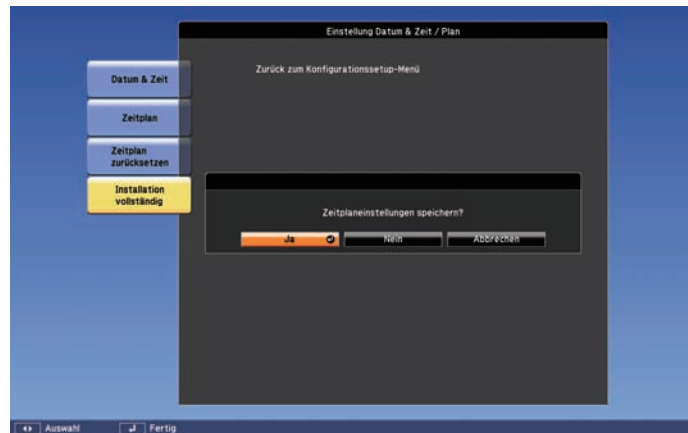 Einstellung Datum & Zeit / Plan
Zurück zum Konfigurationssetup-Menü
Datum & Zeit
Zeitplan
Zeitplan
zurücksetzen
Installation
vollständig
Zeitplaneinstellungen speichern?
Ja Nein Abbrechen
Auswahl Fertig